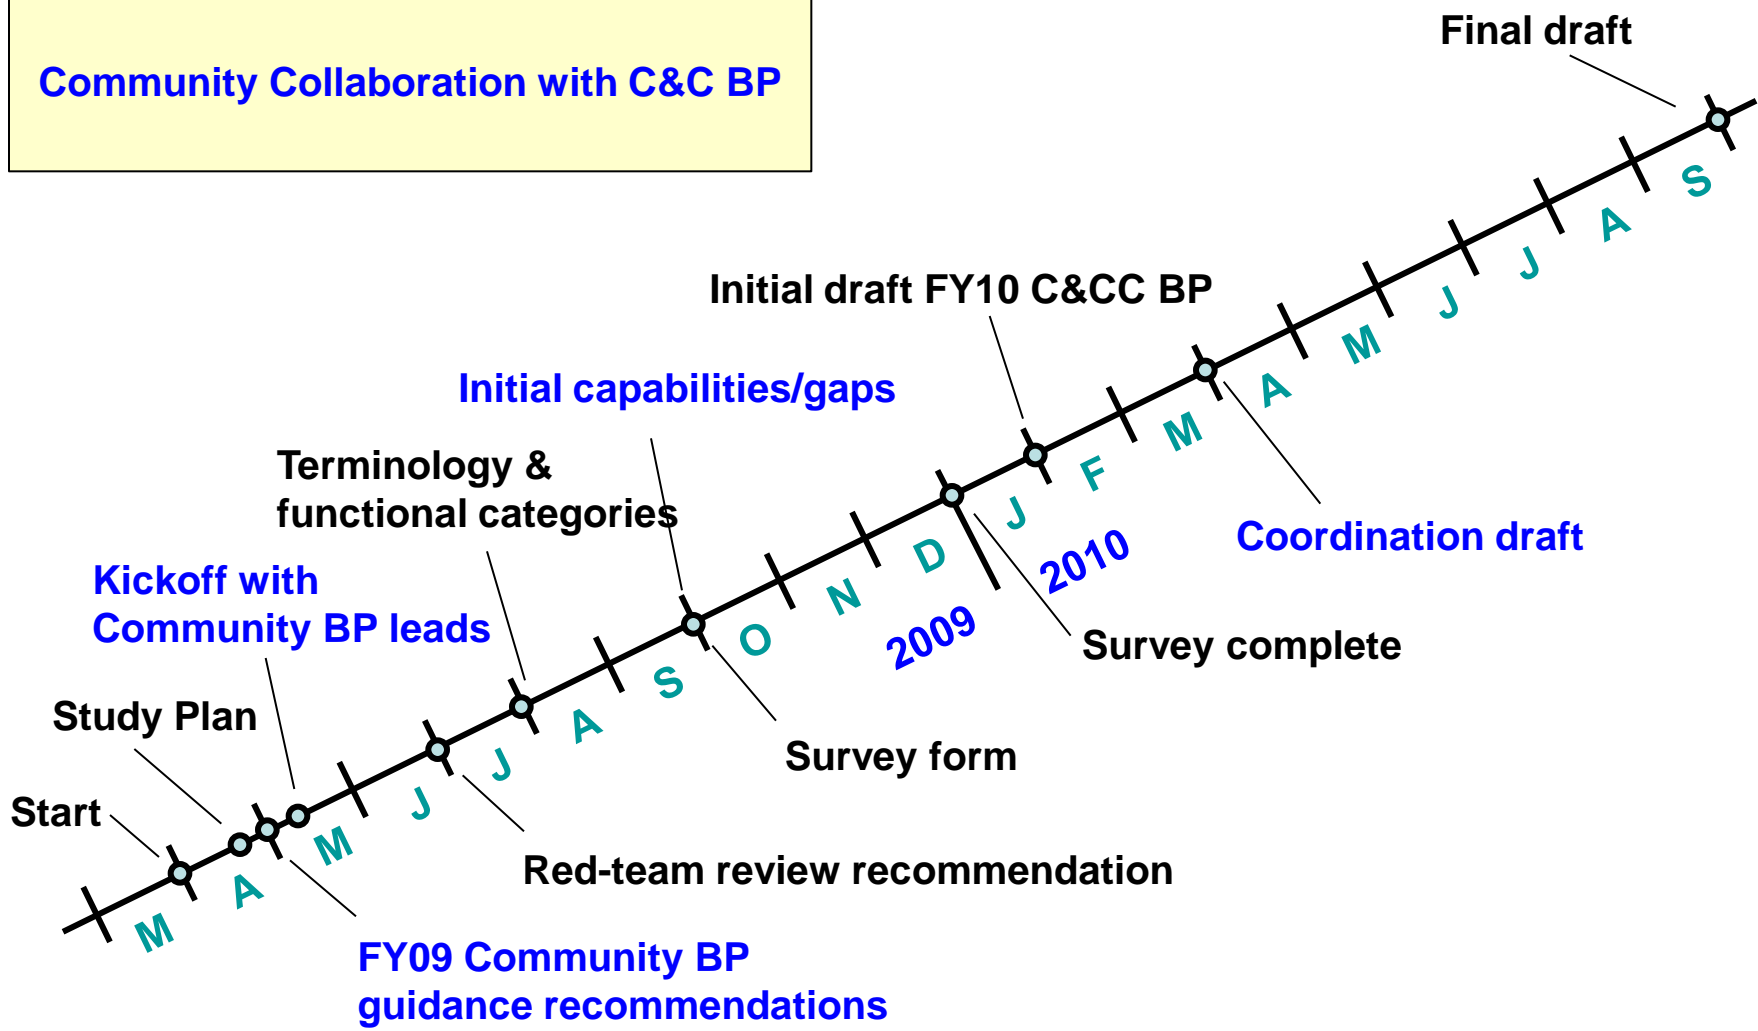 Community Collaboration with C&C BP
Final draft
Initial draft FY10 C&CC BP
Initial capabilities/gaps
Terminology &
functional categories
Kickoff with
Community BP leads
Study Plan
Start
M
A
M
J
J
A
S
O
N
D
J
F
M
A
M
J
J
A
S
2009
2010
Coordination draft
Survey complete
Survey form
Red-team review recommendation
FY09 Community BP
guidance recommendations